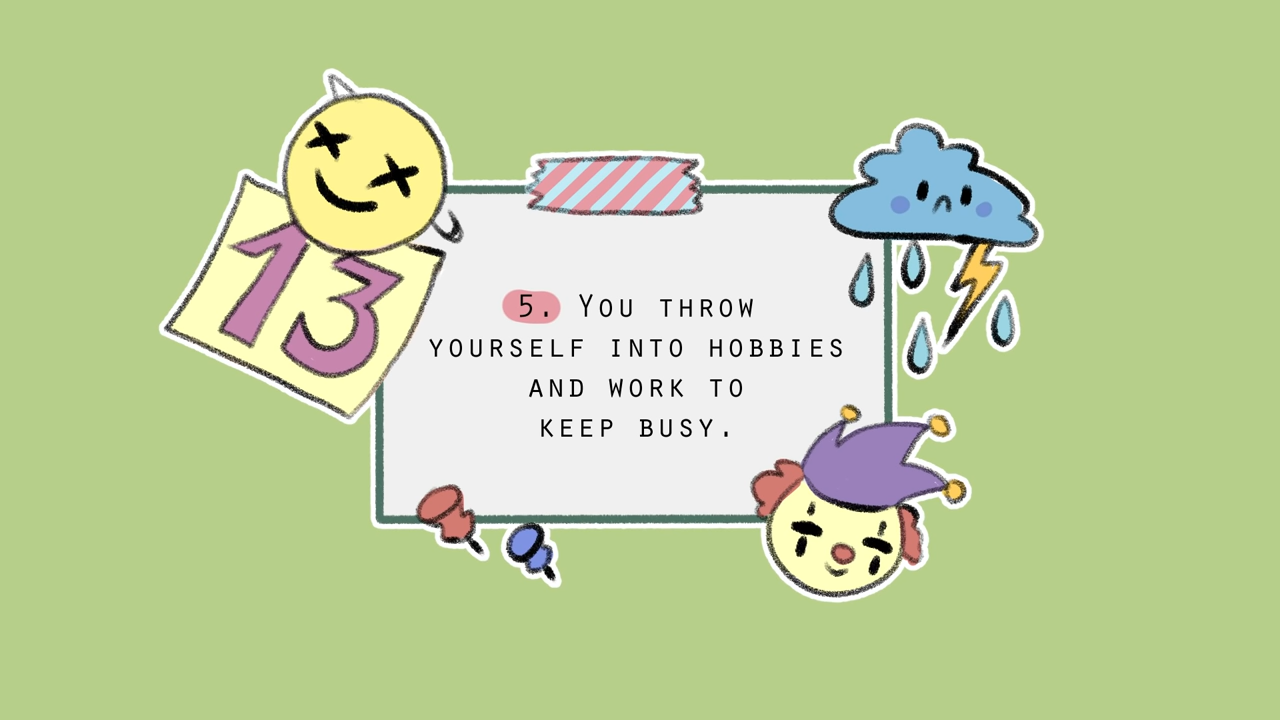 13
5. You throw
yourself into hobbies
and work to
keep busy.